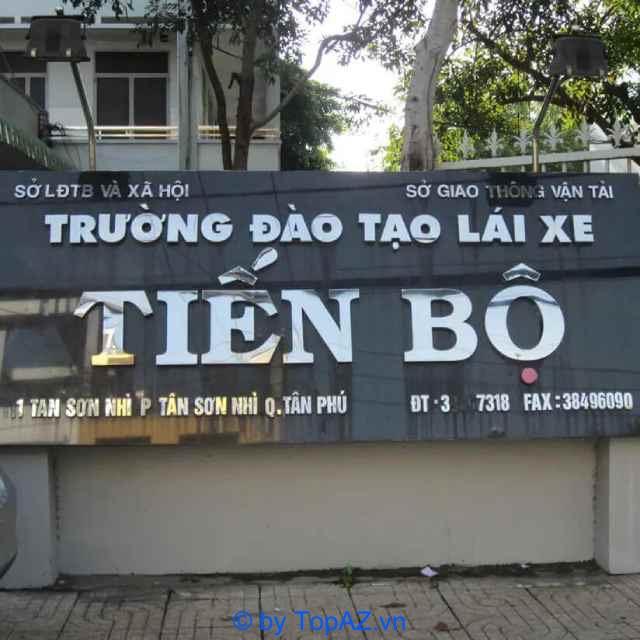 SỞ LĐTB VÀ XÃ HỘI
SỞ GIAO THÔNG VẬN TẢI
TRƯỜNG ĐÀO TẠO LÁI XE
TIẾN BỘ
1 TAN SƠN NHÌ P TÂN SƠN NHÌ Q.TÂN PHÚ
ĐT :3 7318 FAX:38496090
© by TopAZ.vn